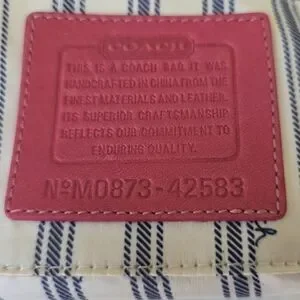 COACH
THIS IS A COACH BAG. IT WAS
HANDCRAFTED IN CHINA FROM THE
FINEST MATERIALS AND LEATHER.
ITS SUPERIOR CRAFTSMANSHIP
REFLECTS OUR COMMITMENT TO
ENDURING QUALITY.
NºM0873-42583